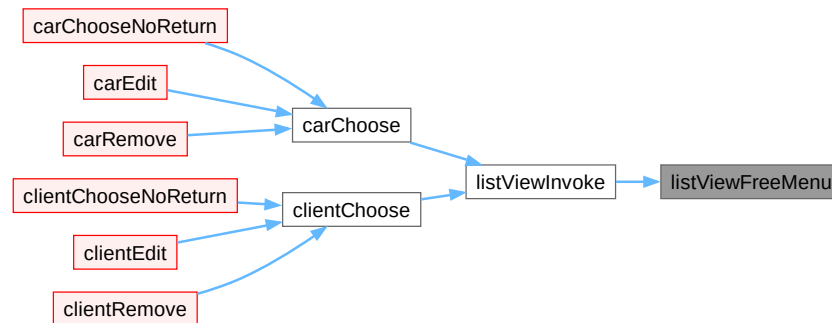 carChooseNoReturn
carEdit
carRemove
carChoose
clientChooseNoReturn
clientEdit
clientRemove
clientChoose
listViewInvoke
listViewFreeMenu